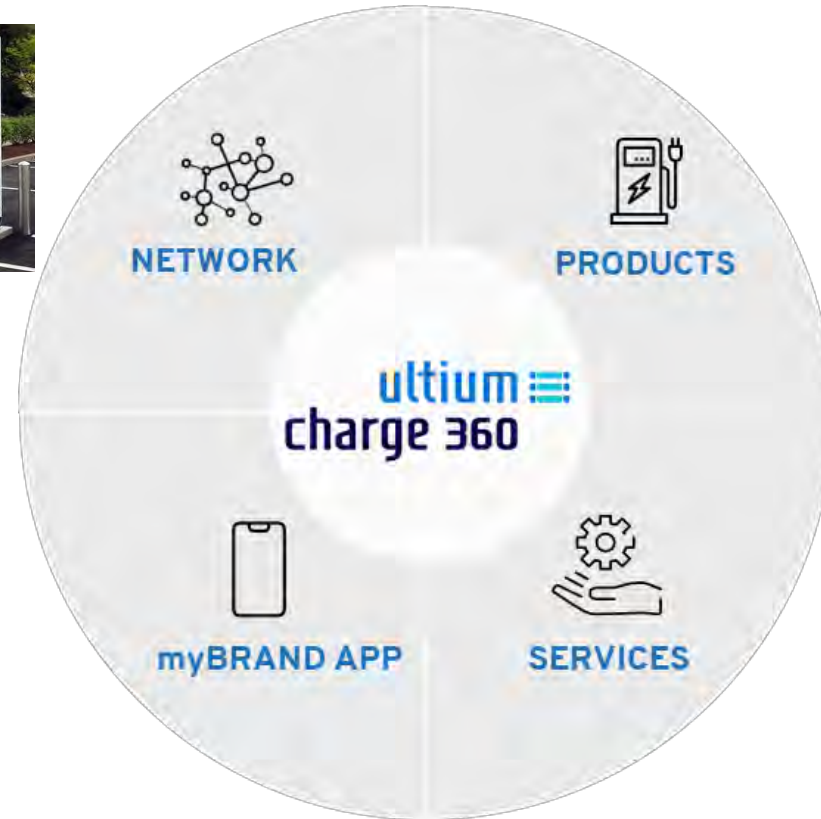 NETWORK
PRODUCTS
ultium
charge 360
myBRAND APP
SERVICES